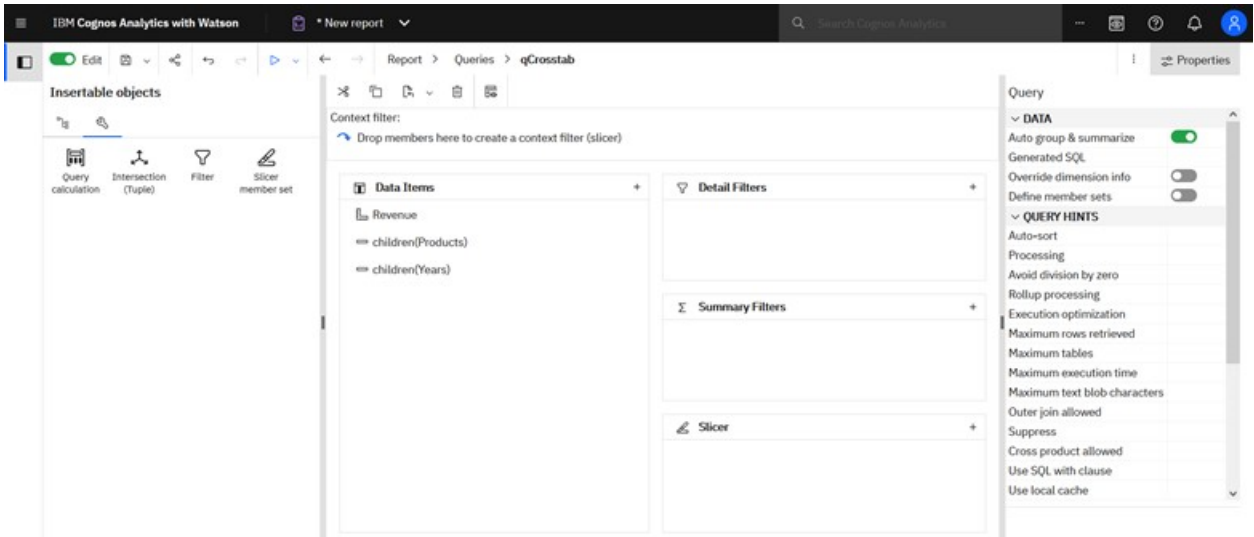 IBM Cognos Analytics with Watson
* New report
Search Cognos Analytics
Edit
Report > Queries > qCrosstab
Properties
Insertable objects
Query calculation
Intersection (Tuple)
Filter
Slicer member set
Context filter:
Drop members here to create a context filter (slicer)
Data Items +
Revenue
children(Products)
children(Years)
Detail Filters +
Summary Filters +
Slicer +
Query
DATA
Auto group & summarize
Generated SQL
Override dimension info
Define member sets
QUERY HINTS
Auto-sort
Processing
Avoid division by zero
Rollup processing
Execution optimization
Maximum rows retrieved
Maximum tables
Maximum execution time
Maximum text blob characters
Outer join allowed
Suppress
Cross product allowed
Use SQL with clause
Use local cache